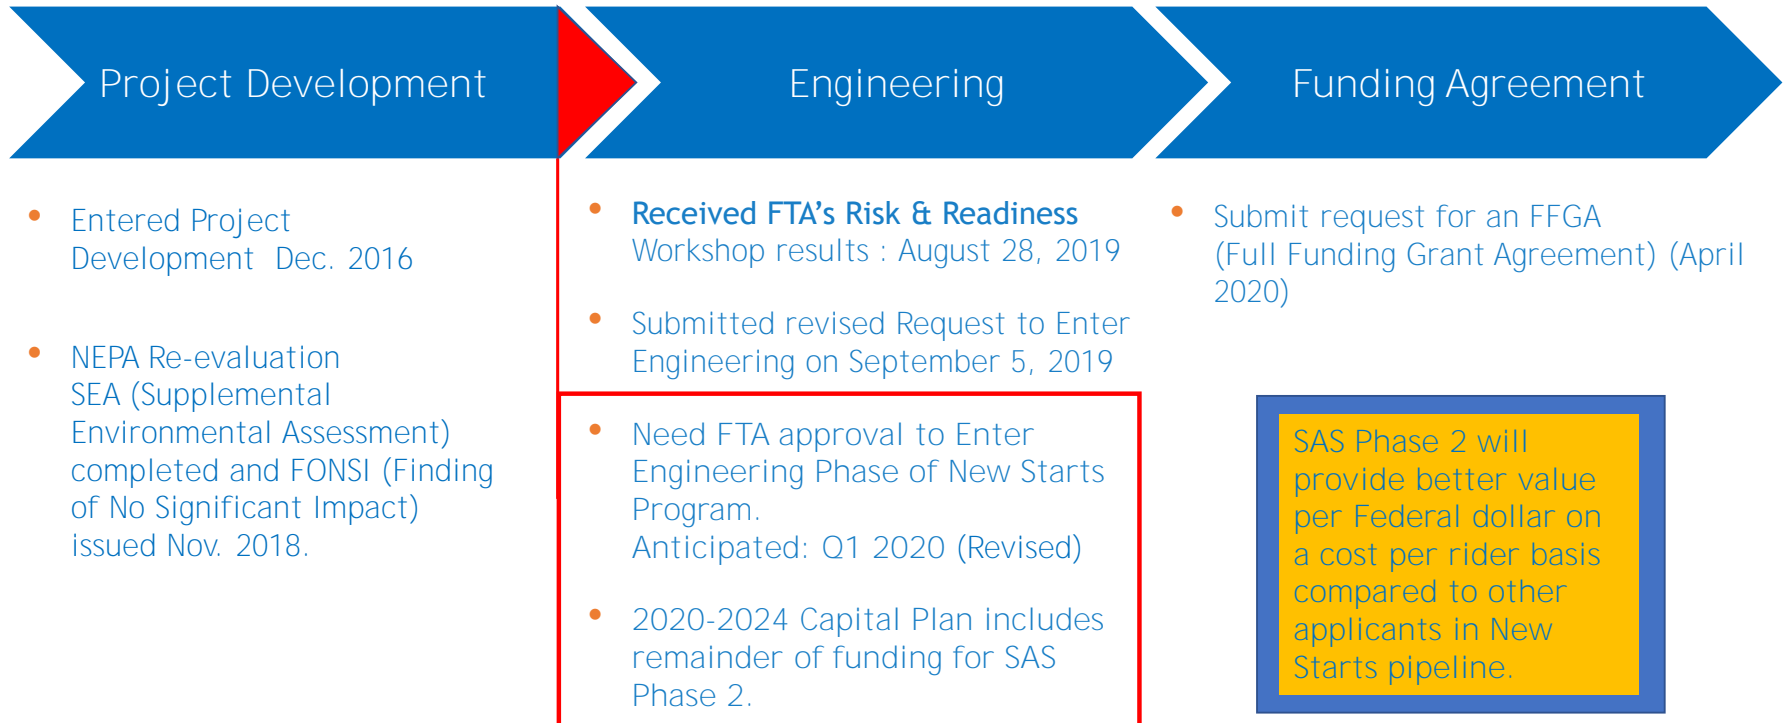 Project Development
Engineering
Funding Agreement
• Entered Project
Development Dec. 2016
• NEPA Re-evaluation
SEA (Supplemental
Environmental Assessment)
completed and FONSI (Finding
of No Significant Impact)
issued Nov. 2018.
• Received FTA's Risk & Readiness
Workshop results : August 28, 2019
• Submitted revised Request to Enter
Engineering on September 5, 2019
• Need FTA approval to Enter
Engineering Phase of New Starts
Program.
Anticipated: Q1 2020 (Revised)
• 2020-2024 Capital Plan includes
remainder of funding for SAS
Phase 2.
• Submit request for an FFGA
(Full Funding Grant Agreement) (April
2020)
SAS Phase 2 will
provide better value
per Federal dollar on
a cost per rider basis
compared to other
applicants in New
Starts pipeline.